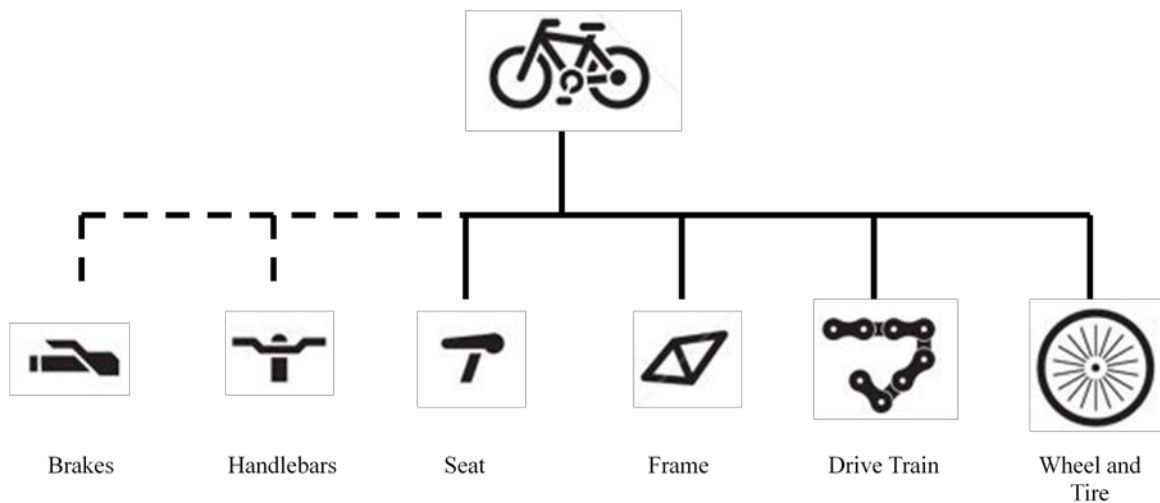 Brakes
Handlebars
Seat
Frame
Drive Train
Wheel and
Tire